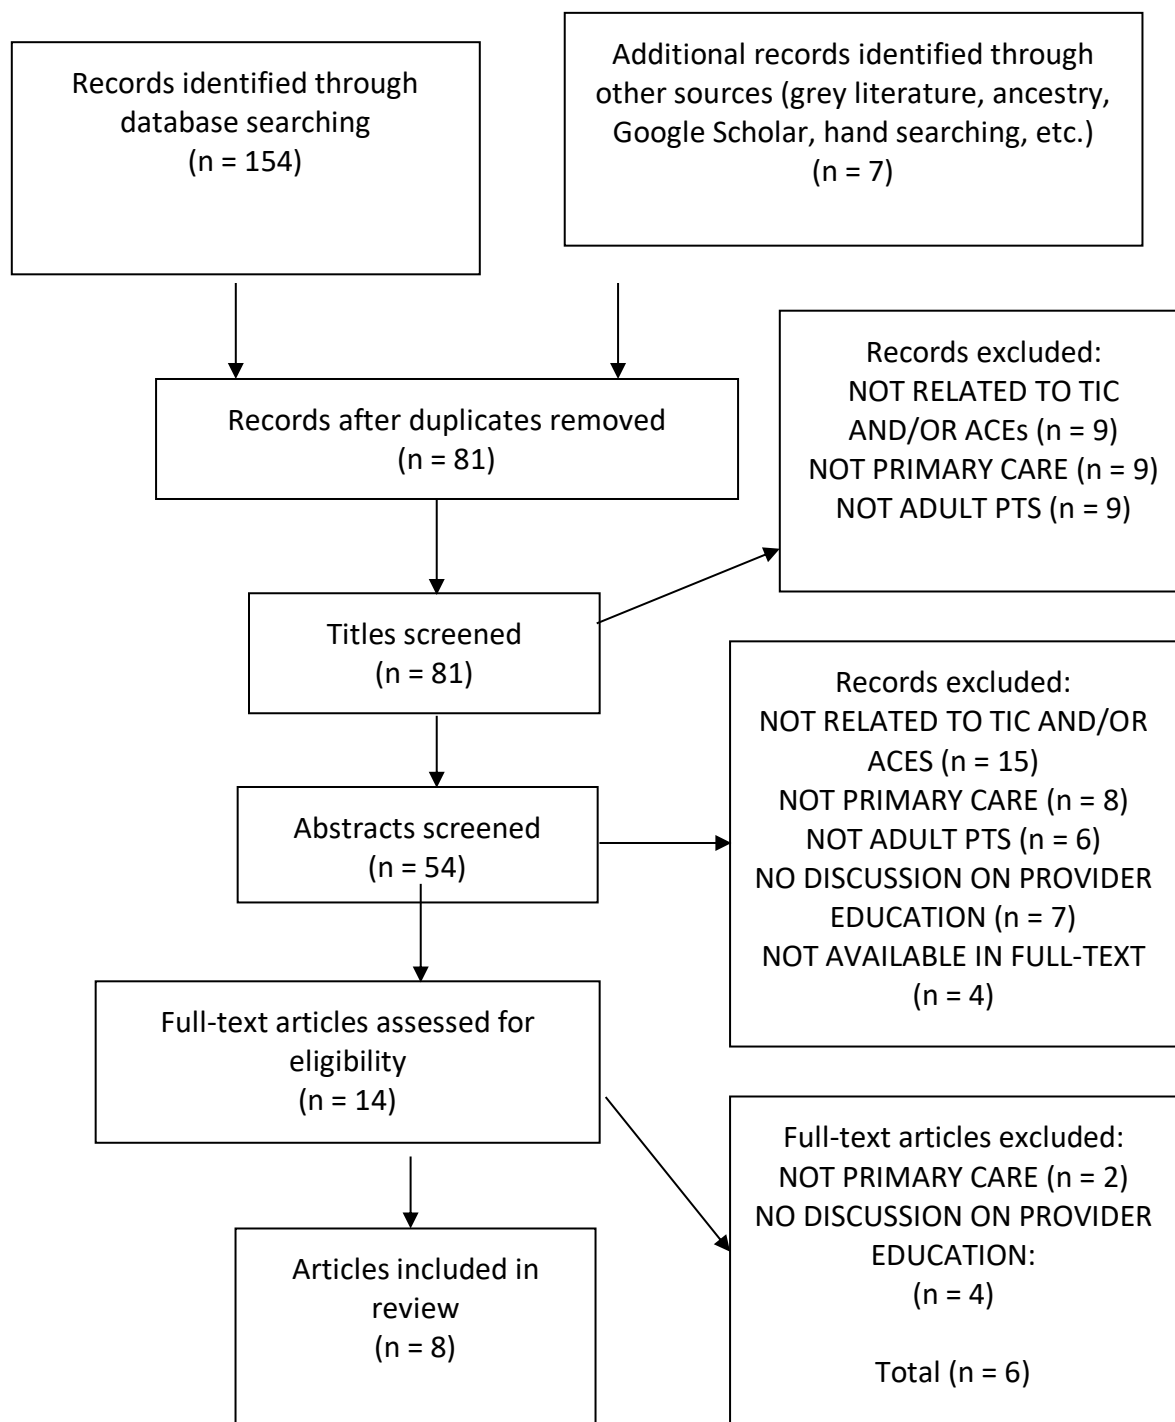 Records identified through
database searching
(n = 154)
Additional records identified through
other sources (grey literature, ancestry,
Google Scholar, hand searching, etc.)
(n = 7)
Records after duplicates removed
(n = 81)
Records excluded:
NOT RELATED TO TIC
AND/OR ACEs (n = 9)
NOT PRIMARY CARE (n = 9)
NOT ADULT PTS (n = 9)
Titles screened
(n = 81)
Abstracts screened
(n = 54)
Records excluded:
NOT RELATED TO TIC AND/OR
ACES (n = 15)
NOT PRIMARY CARE (n = 8)
NOT ADULT PTS (n = 6)
NO DISCUSSION ON PROVIDER
EDUCATION (n = 7)
NOT AVAILABLE IN FULL-TEXT
(n = 4)
Full-text articles assessed for
eligibility
(n = 14)
Full-text articles excluded:
NOT PRIMARY CARE (n = 2)
NO DISCUSSION ON PROVIDER
EDUCATION:
(n = 4)
Total (n = 6)
Articles included in
review
(n = 8)